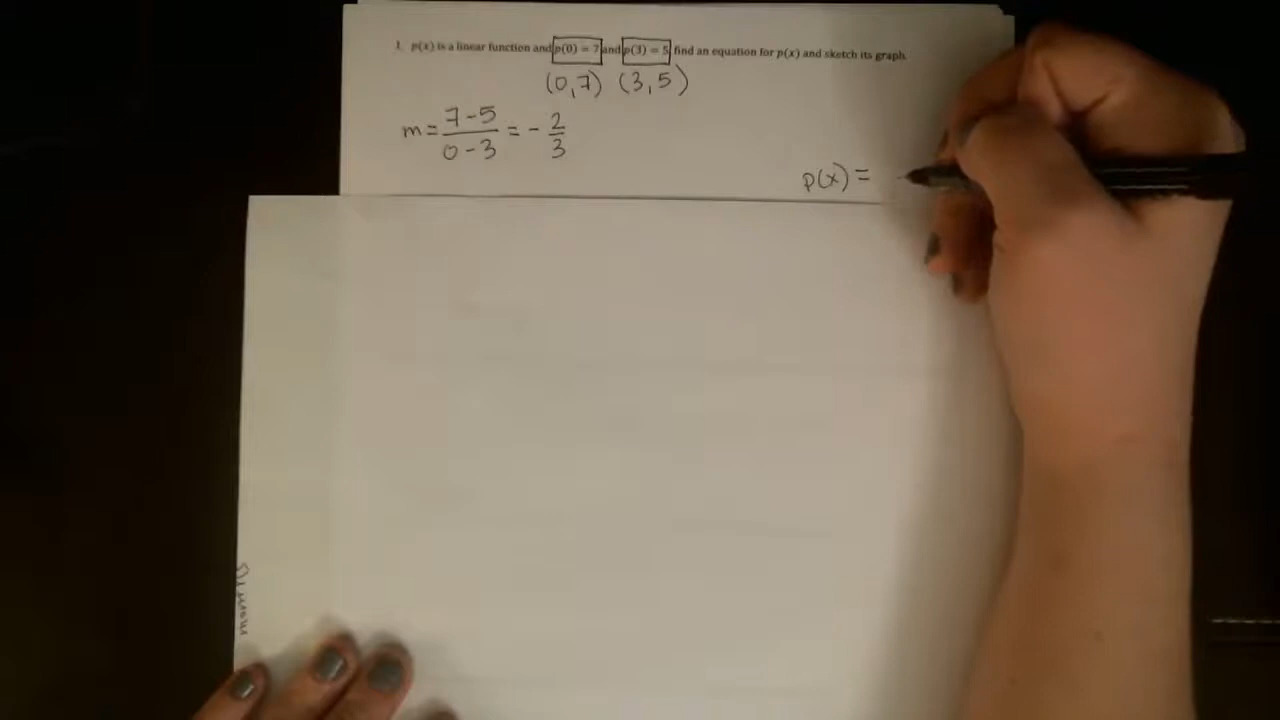 1. p(x) is a linear function and p(0) = 7 and p(3) = 5, find an equation for p(x) and sketch its graph.
(0,7) (3,5)
m = 7-5 / 0-3 = - 2/3
p(x) =